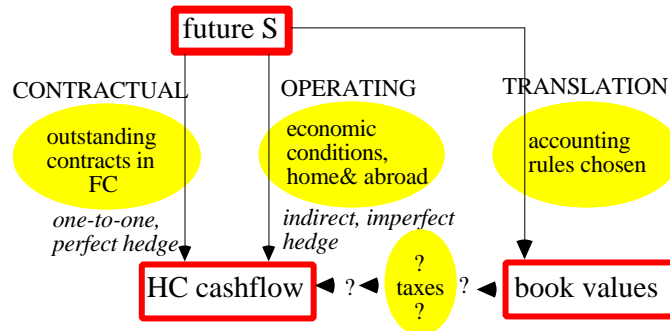 future S
CONTRACTUAL
OPERATING
TRANSLATION
outstanding
contracts in
FC
economic
conditions,
home& abroad
accounting
rules chosen
one-to-one,
perfect hedge
indirect, imperfect
hedge
HC cashflow
?
?
taxes
?
?
book values